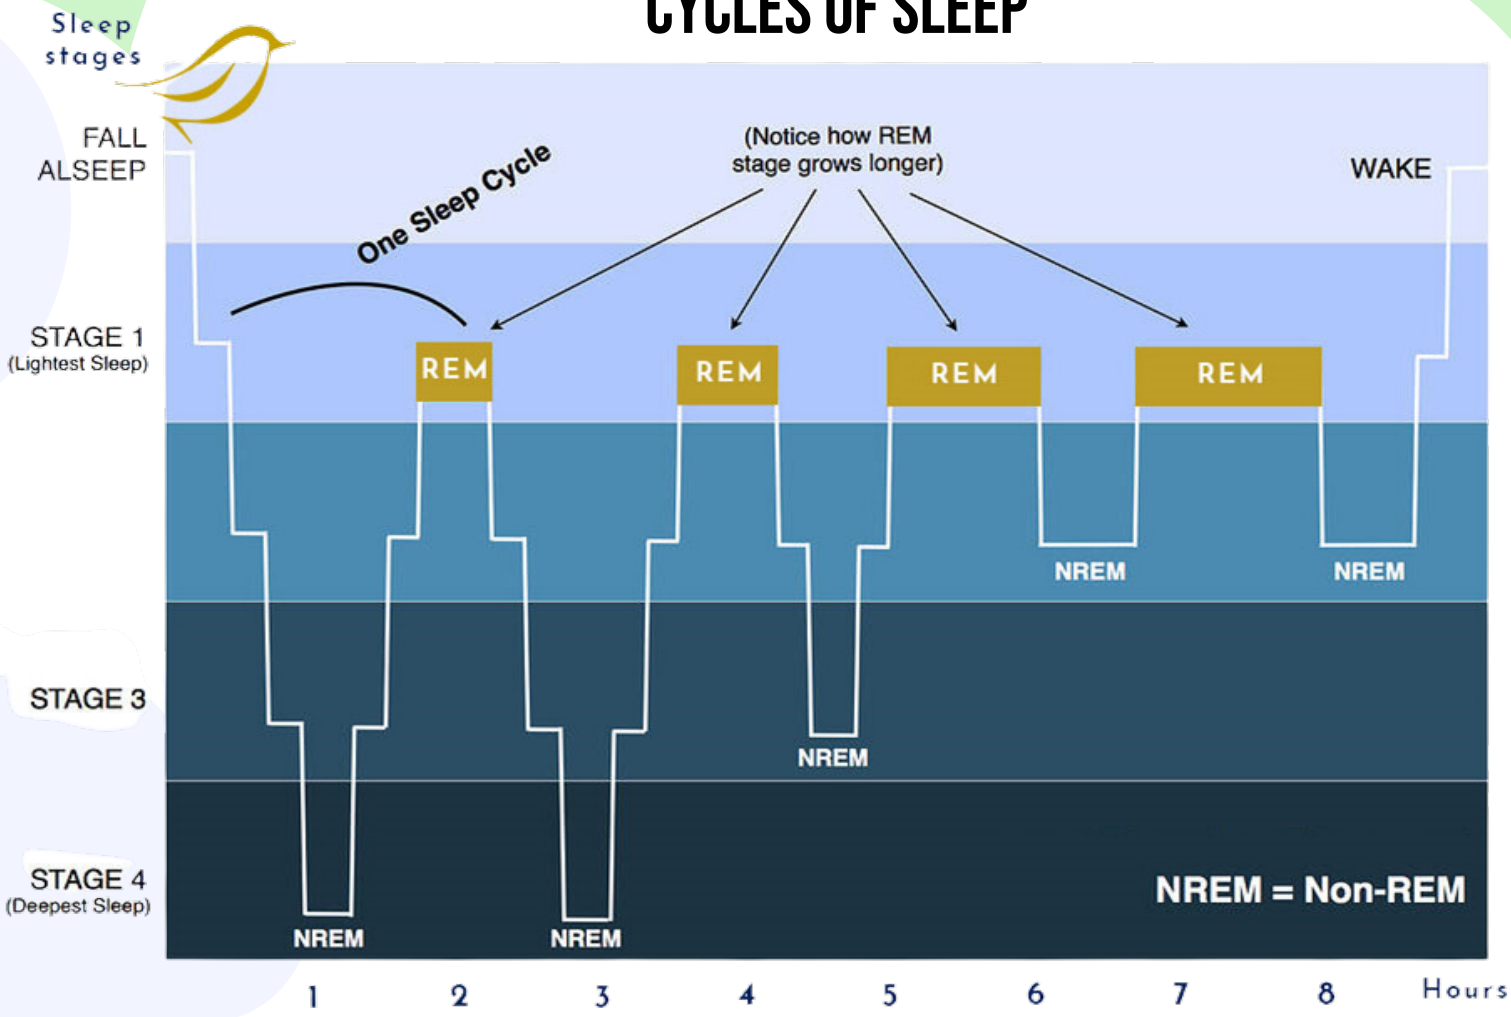 CYCLES OF SLEEP
Sleep
stages
FALL
ALSEEP
One Sleep Cycle
(Notice how REM
stage grows longer)
WAKE
STAGE 1
(Lightest Sleep)
REM
REM
REM
REM
NREM
NREM
STAGE 3
NREM
STAGE 4
(Deepest Sleep)
NREM = Non-REM
NREM
NREM
1 2 3 4 5 6 7 8 Hours